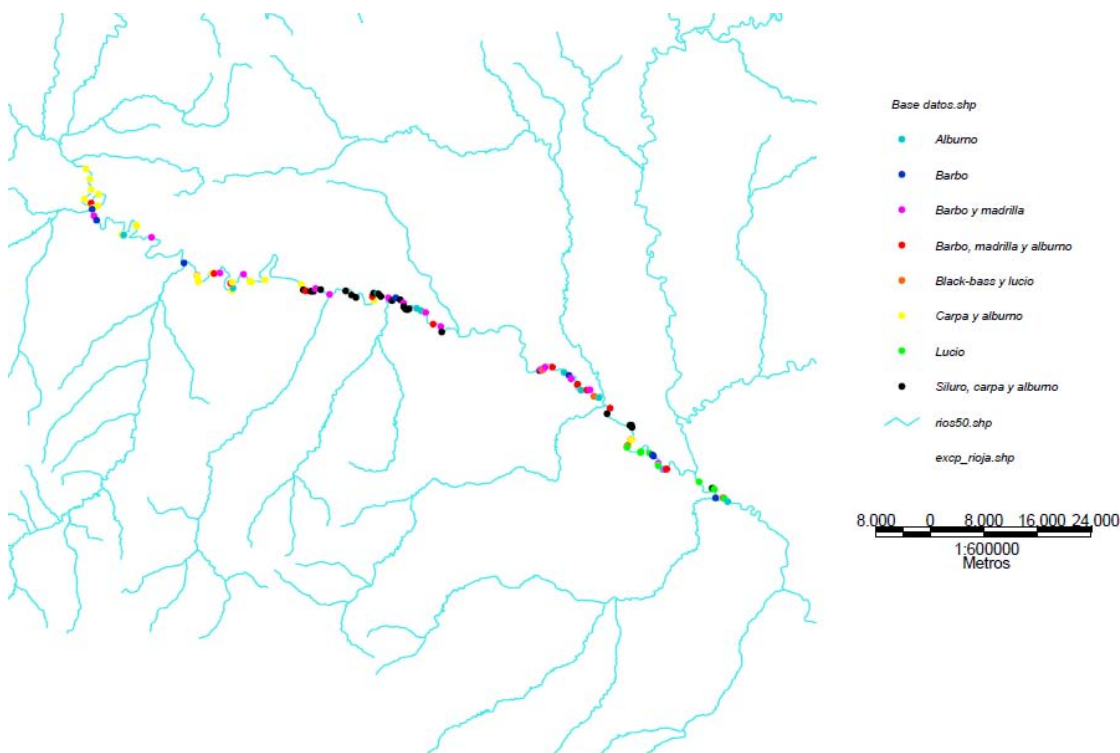 Base datos.shp
Alburno
Barbo
Barbo y madrilla
Barbo, madrilla y alburno
Black-bass y lucio
Carpa y alburno
Lucio
Siluro, carpa y alburno
rios50.shp
excp_rioja.shp
8.000 0 8.000 16.000 24.000
1:600000
Metros